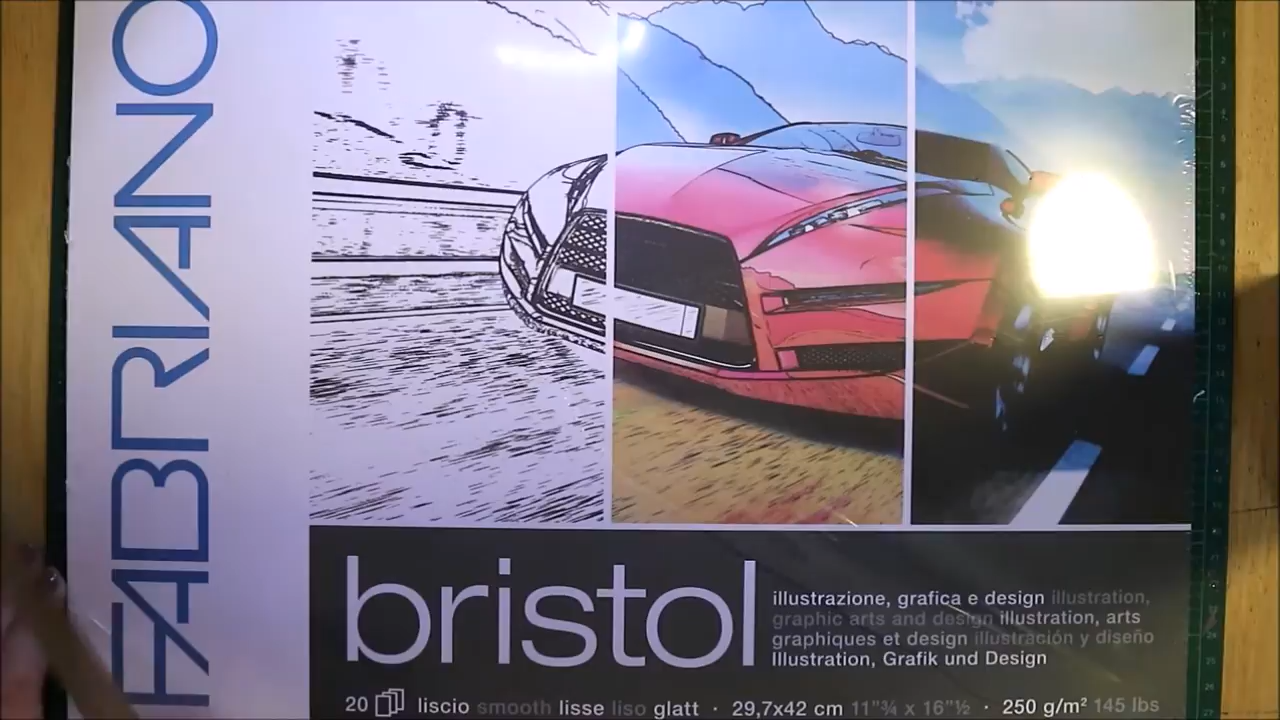 FABRIANO
bristol
illustrazione, grafica e design illustration,
graphic arts and design illustration, arts
graphiques et design illustración y diseño
Illustration, Grafik und Design
20 liscio smooth lisse liso glatt · 29,7x42 cm 11"¾ x 16"½ · 250 g/m² 145 lbs